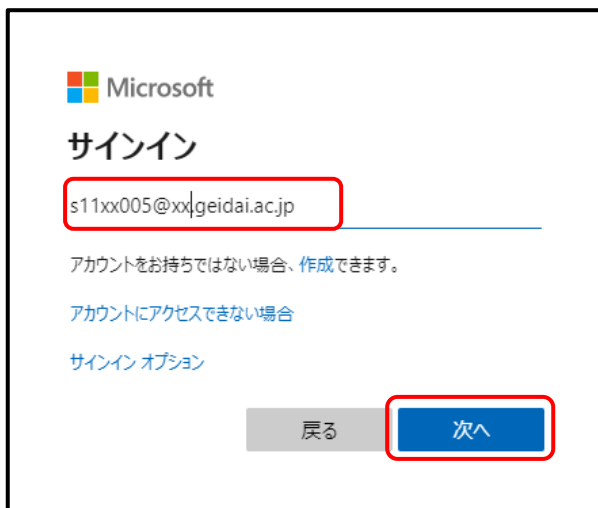 Microsoft
サインイン
s11xx005@xx.geidai.ac.jp
アカウントをお持ちではない場合、作成できます。
アカウントにアクセスできない場合
サインイン オプション
戻る 次へ